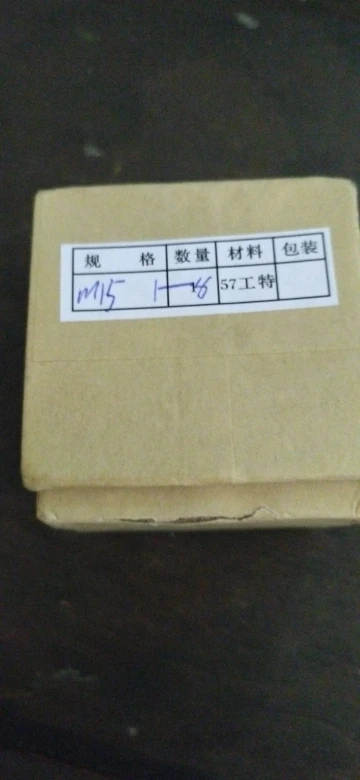 规 格 数量 材料 包装
M15 1-18 57工特